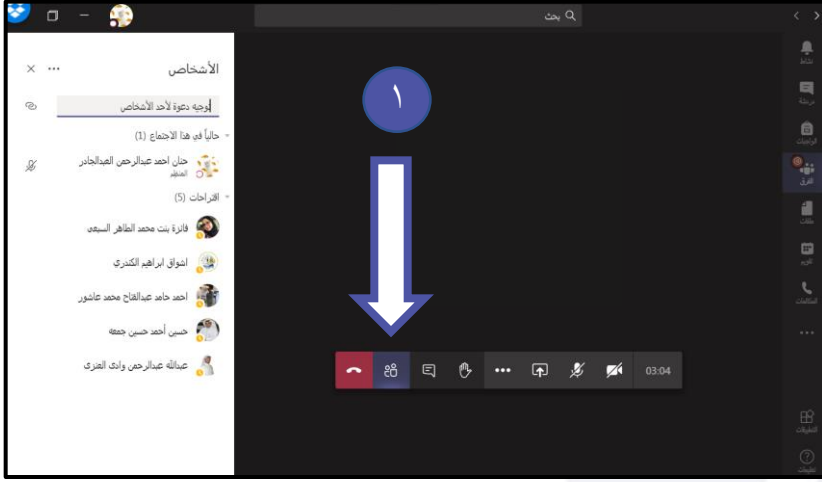 بحث
الأشخاص
توجيه دعوة لأحد الأشخاص
حالياً في هذا الاجتماع (1)
حنان احمد عبدالرحمن العبدالجادر
المنظم
اقتراحات (5)
فائزة بنت محمد الطاهر السبعي
اشواق ابراهيم الكندري
احمد حامد عبدالفتاح محمد عاشور
حسين أحمد حسين جمعة
عبدالله عبدالرحمن وادى العنزى
١
03:04
نشاط
دردشة
الواجبات
الفرق
ملفات
التقويم
المكالمات
التطبيقات
تعليمات